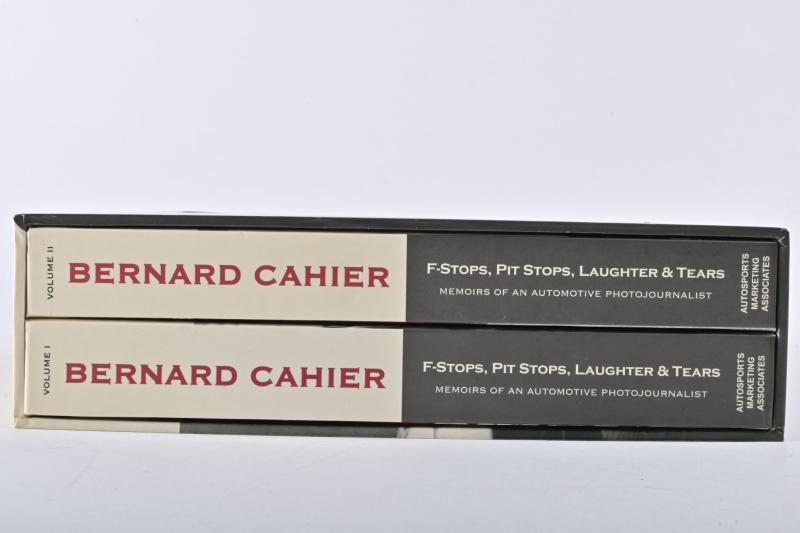 VOLUME II
BERNARD CAHIER
F-STOPS, PIT STOPS, LAUGHTER & TEARS
MEMOIRS OF AN AUTOMOTIVE PHOTOJOURNALIST
AUTOSPORTS
MARKETING
ASSOCIATES
VOLUME I
BERNARD CAHIER
F-STOPS, PIT STOPS, LAUGHTER & TEARS
MEMOIRS OF AN AUTOMOTIVE PHOTOJOURNALIST
AUTOSPORTS
MARKETING
ASSOCIATES